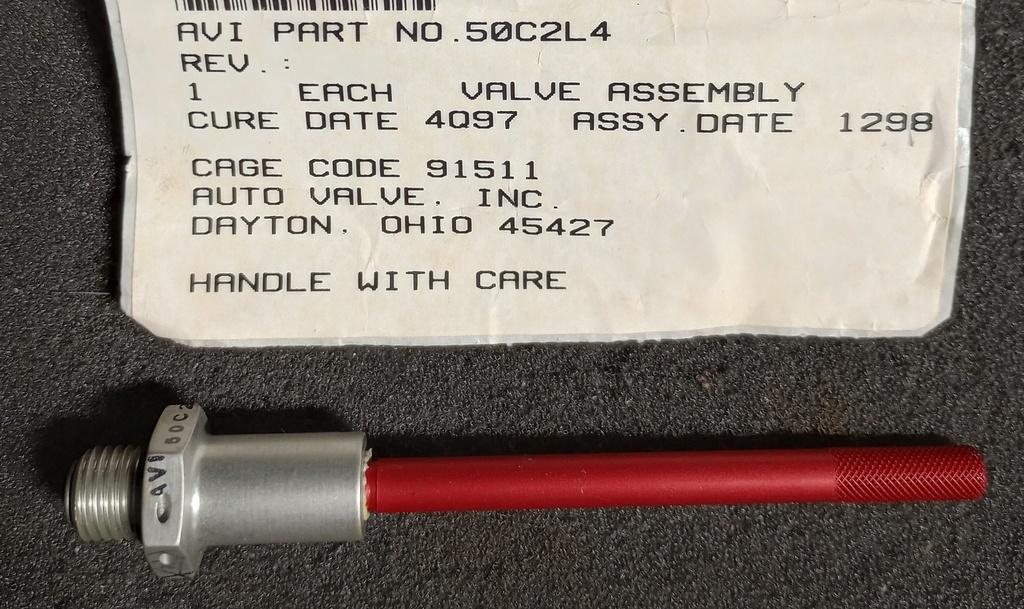 AVI PART NO.50C2L4
REV.:
1 EACH VALVE ASSEMBLY
CURE DATE 4Q97 ASSY.DATE 1298
CAGE CODE 91511
AUTO VALVE, INC.
DAYTON, OHIO 45427
HANDLE WITH CARE
AVI 50C2